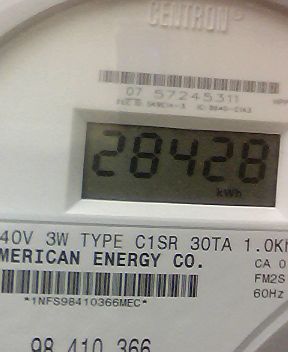 CENTRON®
07 57245311
28428
kWh
40V 3W TYPE C1SR 30TA 1.0K
MERICAN ENERGY CO.
CA 0
FM2S
60Hz
*1NFS98410366MEC*
98 410 366